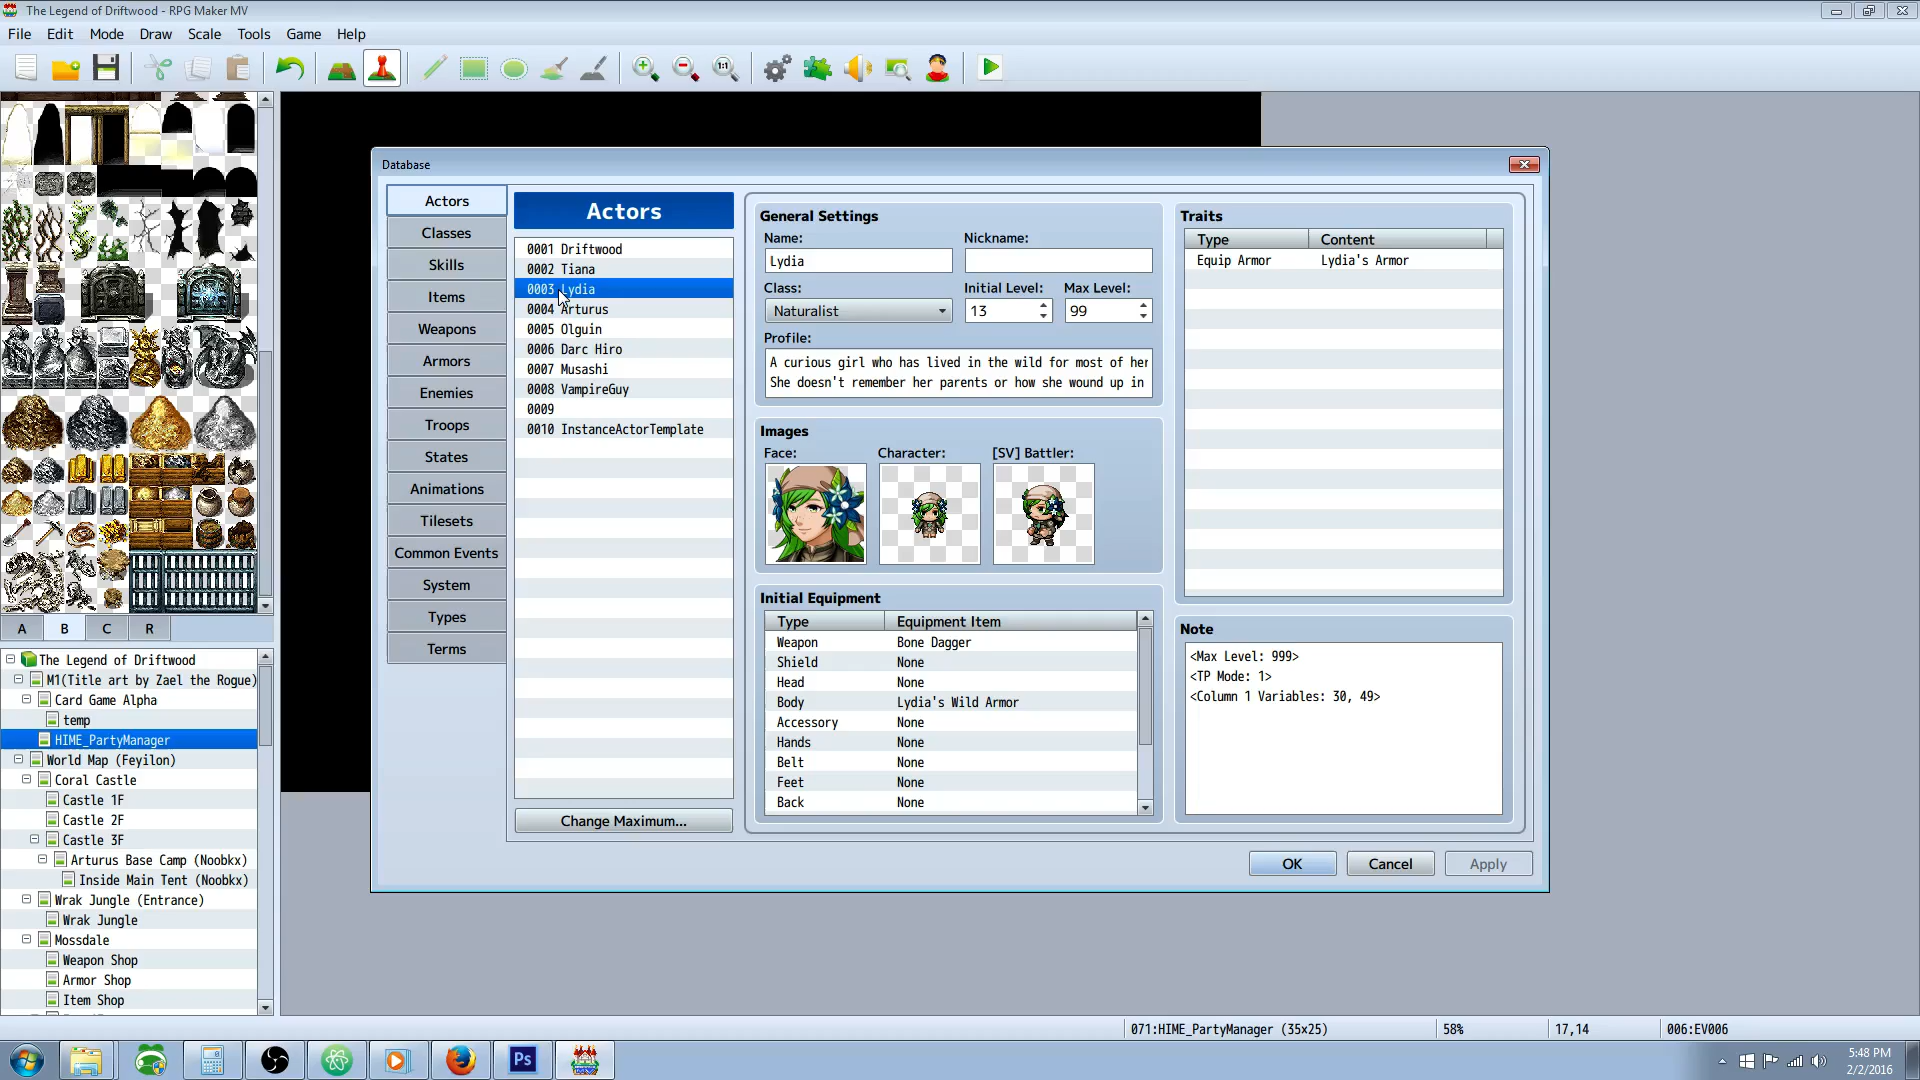 The Legend of Driftwood - RPG Maker MV
File Edit Mode Draw Scale Tools Game Help
1:1
A B C R
The Legend of Driftwood
M1(Title art by Zael the Rogue)
Card Game Alpha
temp
HIME_PartyManager
World Map (Feyilon)
Coral Castle
Castle 1F
Castle 2F
Castle 3F
Arturus Base Camp (Noobkx)
Inside Main Tent (Noobkx)
Wrak Jungle (Entrance)
Wrak Jungle
Mossdale
Weapon Shop
Armor Shop
Item Shop
Database
Actors
Classes
Skills
Items
Weapons
Armors
Enemies
Troops
States
Animations
Tilesets
Common Events
System
Types
Terms
Actors
0001 Driftwood
0002 Tiana
0003 Lydia
0004 Arturus
0005 Olguin
0006 Darc Hiro
0007 Musashi
0008 VampireGuy
0009
0010 InstanceActorTemplate
Change Maximum...
General Settings
Name: Nickname:
Lydia
Class: Initial Level: Max Level:
Naturalist 13 99
Profile:
A curious girl who has lived in the wild for most of her
She doesn't remember her parents or how she wound up in
Images
Face: Character: [SV] Battler:
Initial Equipment
Type Equipment Item
Weapon Bone Dagger
Shield None
Head None
Body Lydia's Wild Armor
Accessory None
Hands None
Belt None
Feet None
Back None
Traits
Type Content
Equip Armor Lydia's Armor
Note
<Max Level: 999>
<TP Mode: 1>
<Column 1 Variables: 30, 49>
OK Cancel Apply
071:HIME_PartyManager (35x25) 58% 17,14 006:EV006
Ps
5:48 PM
2/2/2016